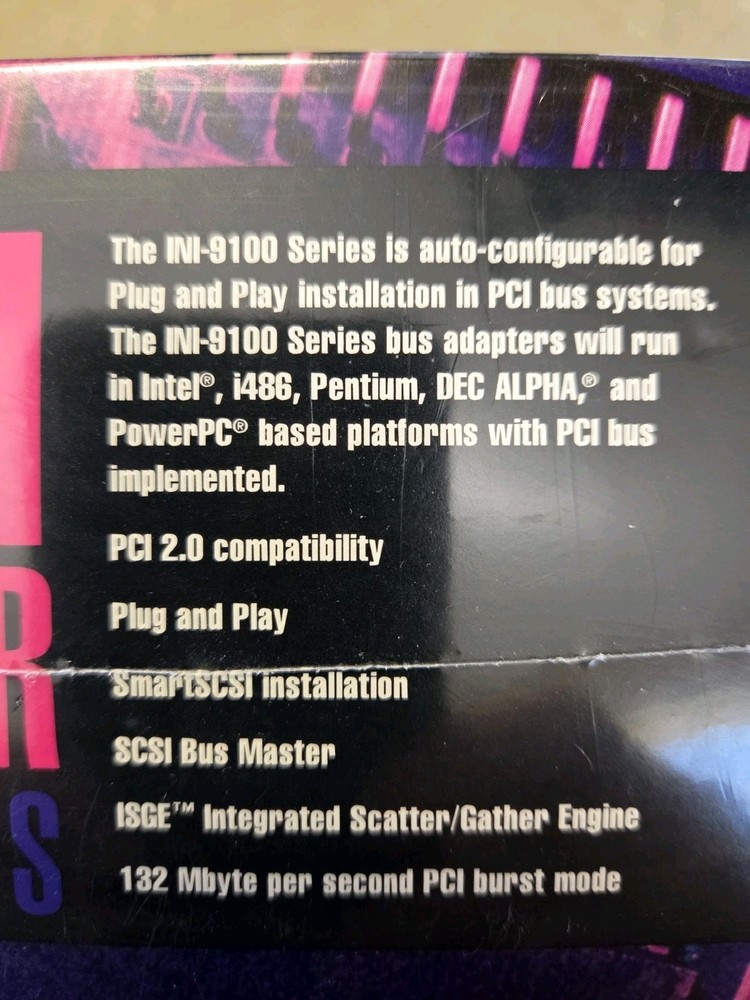 The INI-9100 Series is auto-configurable for
Plug and Play installation in PCI bus systems.
The INI-9100 Series bus adapters will run
in Intel®, i486, Pentium, DEC ALPHA,® and
PowerPC® based platforms with PCI bus
implemented.
PCI 2.0 compatibility
Plug and Play
SmartSCSI installation
SCSI Bus Master
ISGE™ Integrated Scatter/Gather Engine
132 Mbyte per second PCI burst mode
R
S